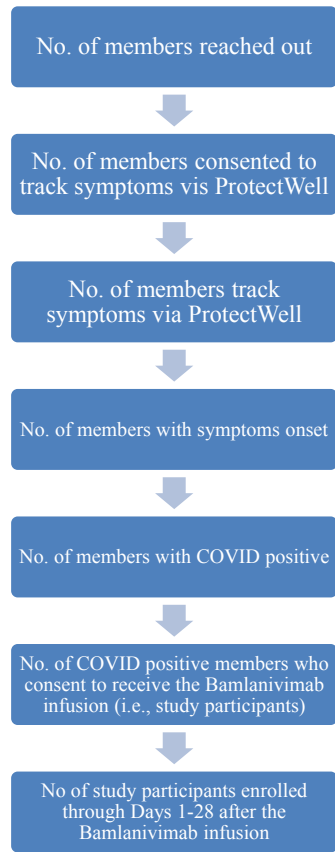 No. of members reached out
No. of members consented to
track symptoms vis ProtectWell
No. of members track
symptoms via ProtectWell
No. of members with symptoms onset
No. of members with COVID positive
No. of COVID positive members who
consent to receive the Bamlanivimab
infusion (i.e., study participants)
No of study participants enrolled
through Days 1-28 after the
Bamlanivimab infusion